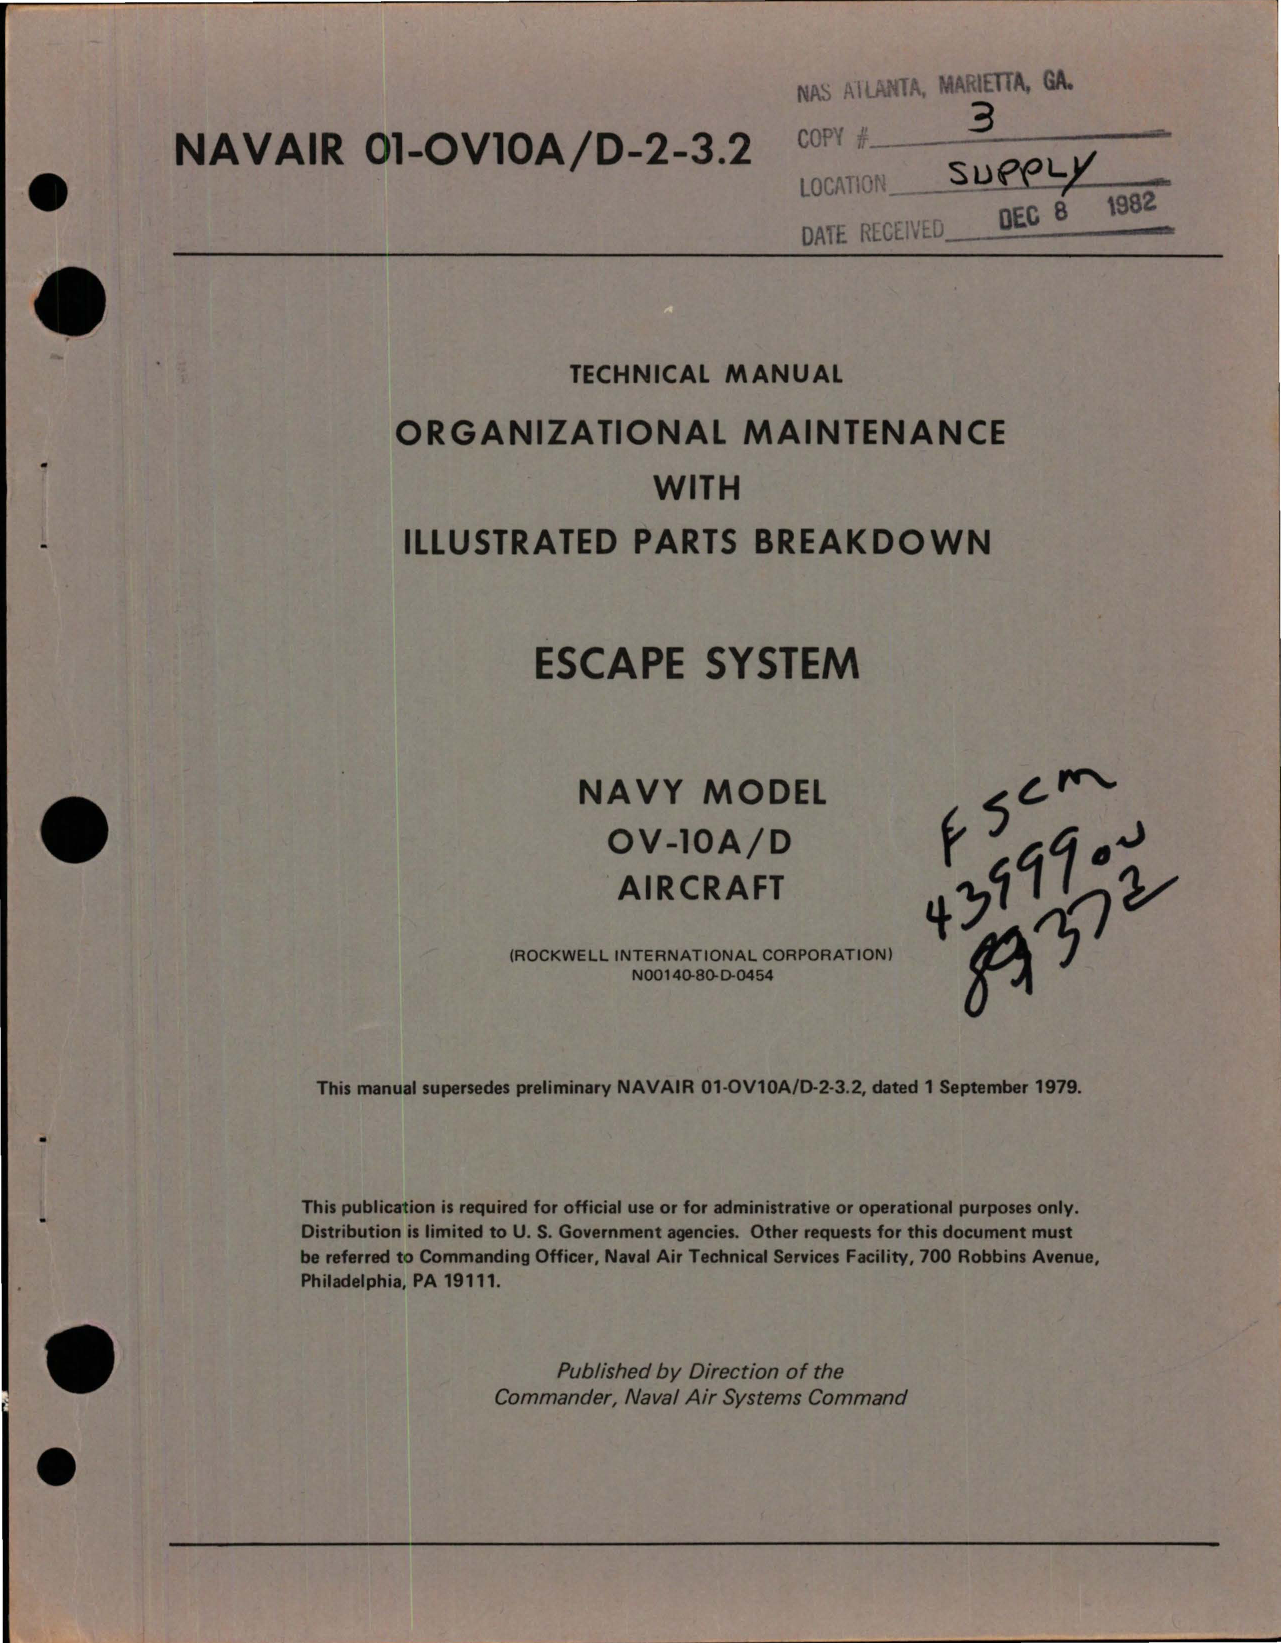 NAS ATLANTA, MARIETTA, GA.
NAVAIR 01-OV10A/D-2-3.2
COPY # 3
LOCATION SUPPLY
DATE RECEIVED DEC 8 1982
TECHNICAL MANUAL
ORGANIZATIONAL MAINTENANCE
WITH
ILLUSTRATED PARTS BREAKDOWN
ESCAPE SYSTEM
NAVY MODEL
OV-10A/D
AIRCRAFT
FSCM
43999 or
89372
(ROCKWELL INTERNATIONAL CORPORATION)
N00140-80-D-0454
This manual supersedes preliminary NAVAIR 01-OV10A/D-2-3.2, dated 1 September 1979.
This publication is required for official use or for administrative or operational purposes only.
Distribution is limited to U. S. Government agencies. Other requests for this document must
be referred to Commanding Officer, Naval Air Technical Services Facility, 700 Robbins Avenue,
Philadelphia, PA 19111.
Published by Direction of the
Commander, Naval Air Systems Command